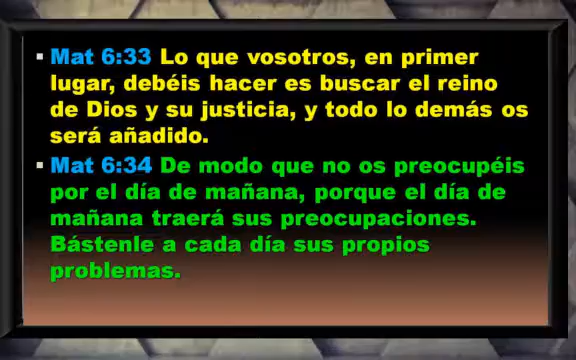 ▪ Mat 6:33 Lo que vosotros, en primer
lugar, debéis hacer es buscar el reino
de Dios y su justicia, y todo lo demás os
será añadido.
▪ Mat 6:34 De modo que no os preocupéis
por el día de mañana, porque el día de
mañana traerá sus preocupaciones.
Bástenle a cada día sus propios
problemas.